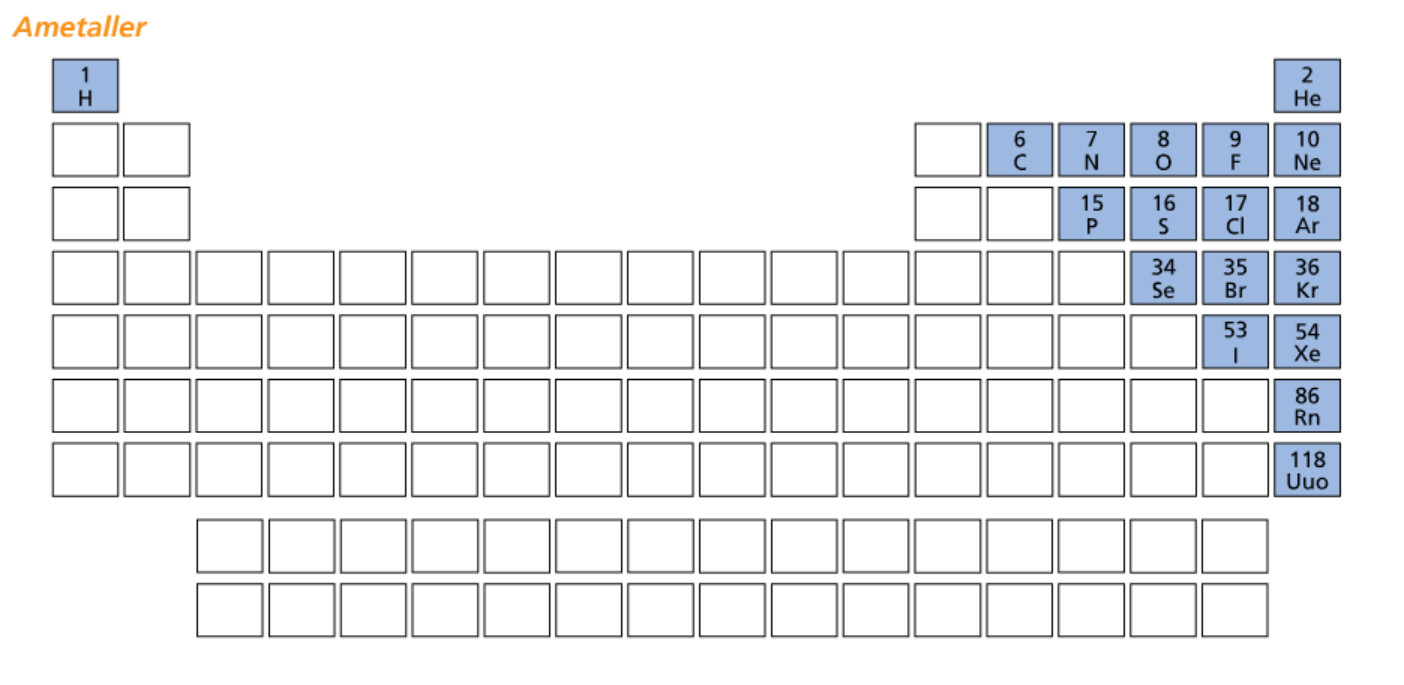 Ametaller
1
H
2
He
6
C
7
N
8
O
9
F
10
Ne
15
P
16
S
17
Cl
18
Ar
34
Se
35
Br
36
Kr
53
I
54
Xe
86
Rn
118
Uuo